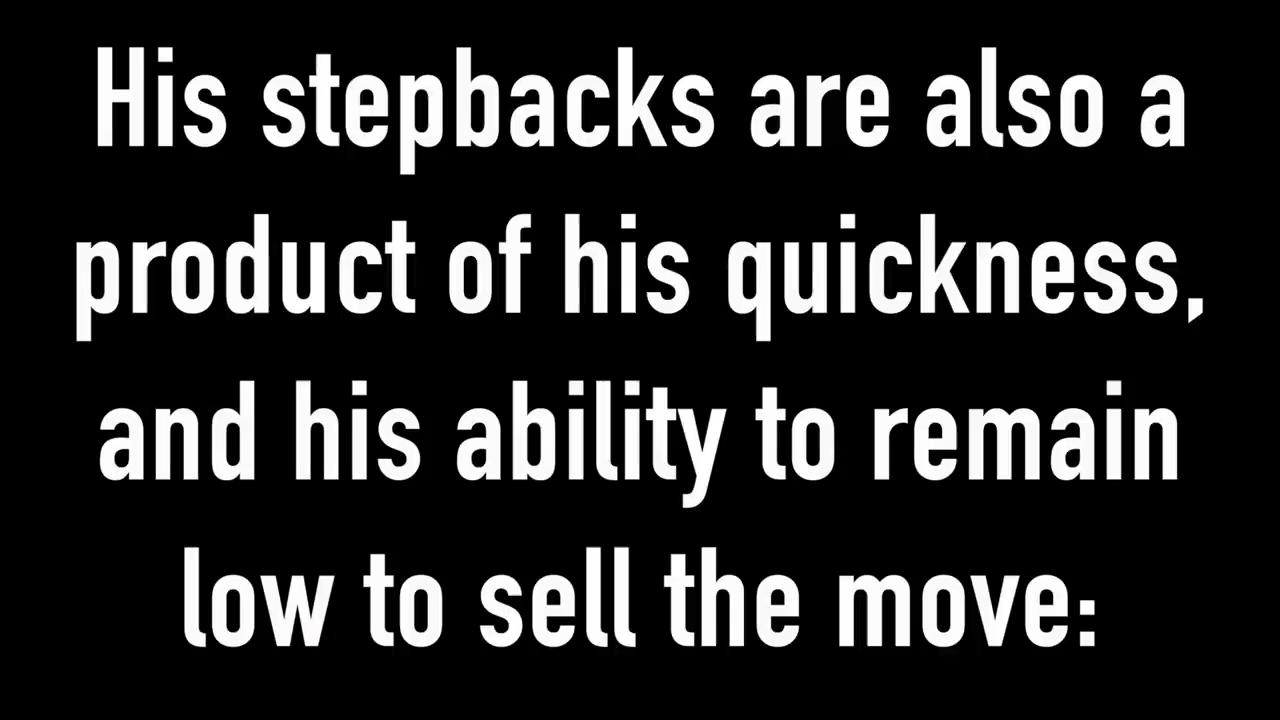 His stepbacks are also a
product of his quickness,
and his ability to remain
low to sell the move: